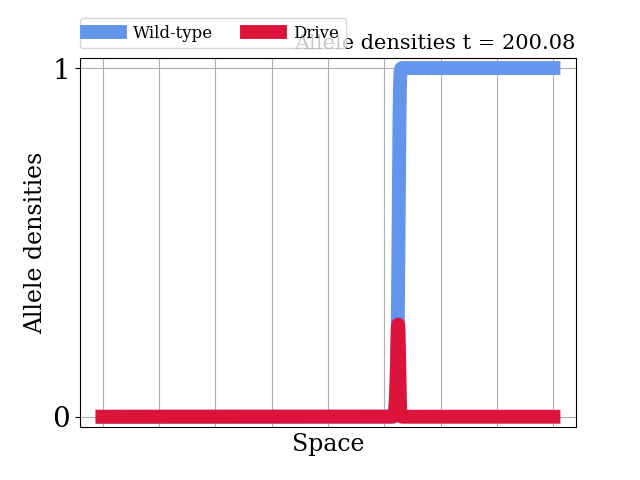 Wild-type Drive
Allele densities t = 200.08
1
Allele densities
0
Space